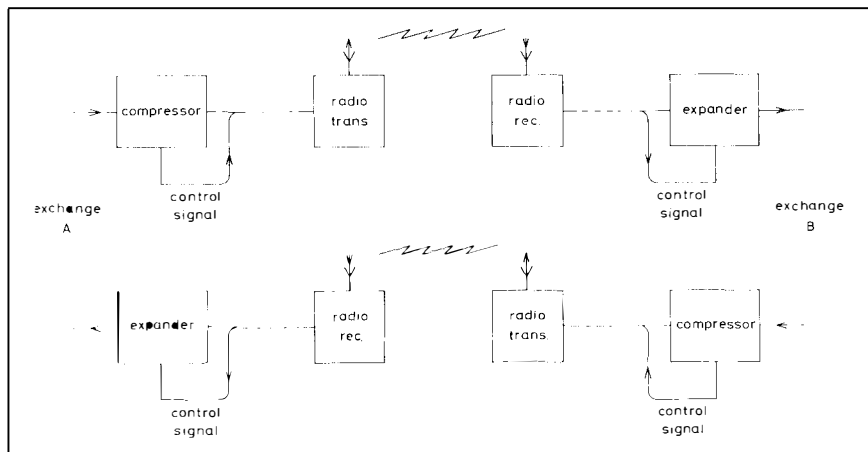 compressor
radio
trans
radio
rec.
expander
control
signal
control
signal
exchange
A
exchange
B
expander
radio
rec.
radio
trans.
compressor
control
signal
control
signal